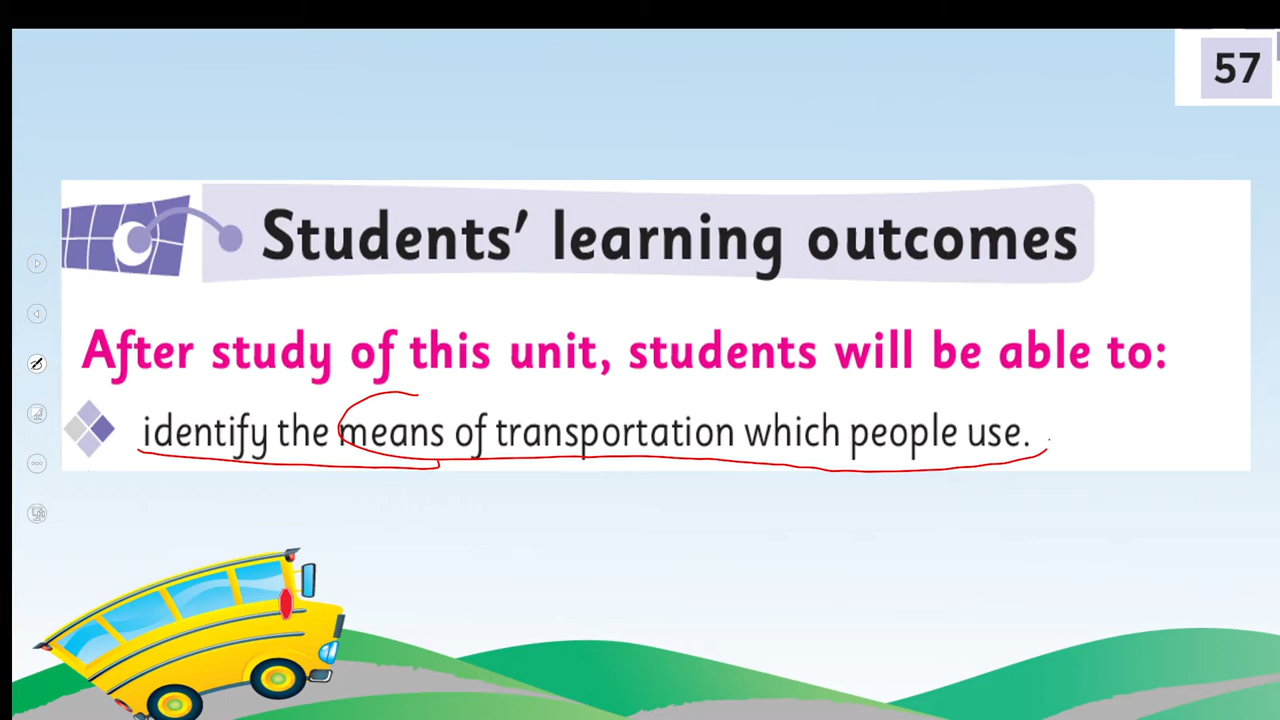 57
Students' learning outcomes
After study of this unit, students will be able to:
identify the means of transportation which people use.